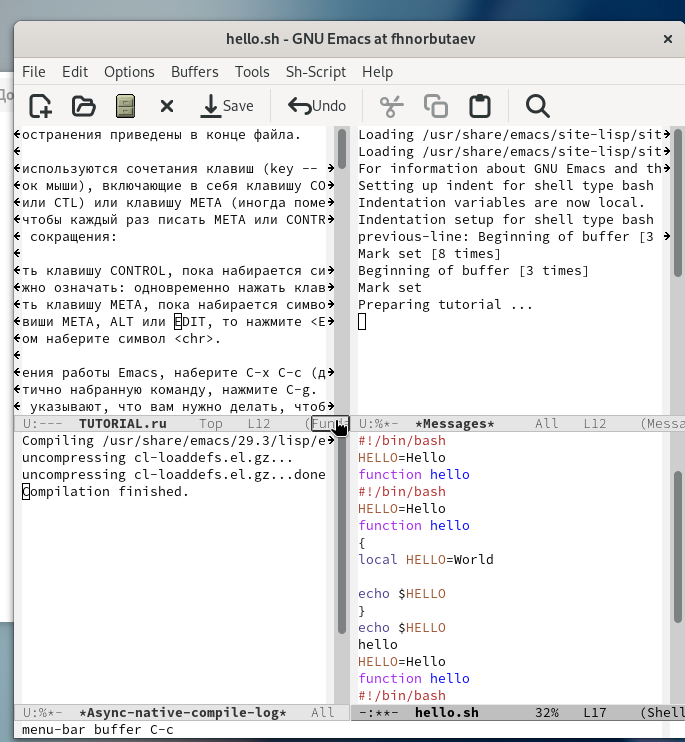 hello.sh - GNU Emacs at fhnorbutaev
File Edit Options Buffers Tools Sh-Script Help
Save Undo
До
остранения приведены в конце файла.
используются сочетания клавиш (key --
ок мыши), включающие в себя клавишу CO
или CTL) или клавишу META (иногда поме
чтобы каждый раз писать META или CONTR
сокращения:
ть клавишу CONTROL, пока набирается си
жно означать: одновременно нажать клав
ть клавишу META, пока набирается симво
виши META, ALT или EDIT, то нажмите <E
ом наберите символ <chr>.
ения работы Emacs, наберите C-x C-c (д
тично набранную команду, нажмите C-g.
указывают, что вам нужно делать, чтоб
U:--- TUTORIAL.ru Top L12 (Fund
Loading /usr/share/emacs/site-lisp/sit
Loading /usr/share/emacs/site-lisp/sit
For information about GNU Emacs and th
Setting up indent for shell type bash
Indentation variables are now local.
Indentation setup for shell type bash
previous-line: Beginning of buffer [3
Mark set [8 times]
Beginning of buffer [3 times]
Mark set
Preparing tutorial ...
U:%*- *Messages* All L12 (Messa
Compiling /usr/share/emacs/29.3/lisp/e
uncompressing cl-loaddefs.el.gz...
uncompressing cl-loaddefs.el.gz...done
Compilation finished.
U:%*- *Async-native-compile-log* All
#!/bin/bash
HELLO=Hello
function hello
#!/bin/bash
HELLO=Hello
function hello
{
local HELLO=World
echo $HELLO
}
echo $HELLO
hello
HELLO=Hello
function hello
#!/bin/bash
-:**- hello.sh 32% L17 (Shell
menu-bar buffer C-c